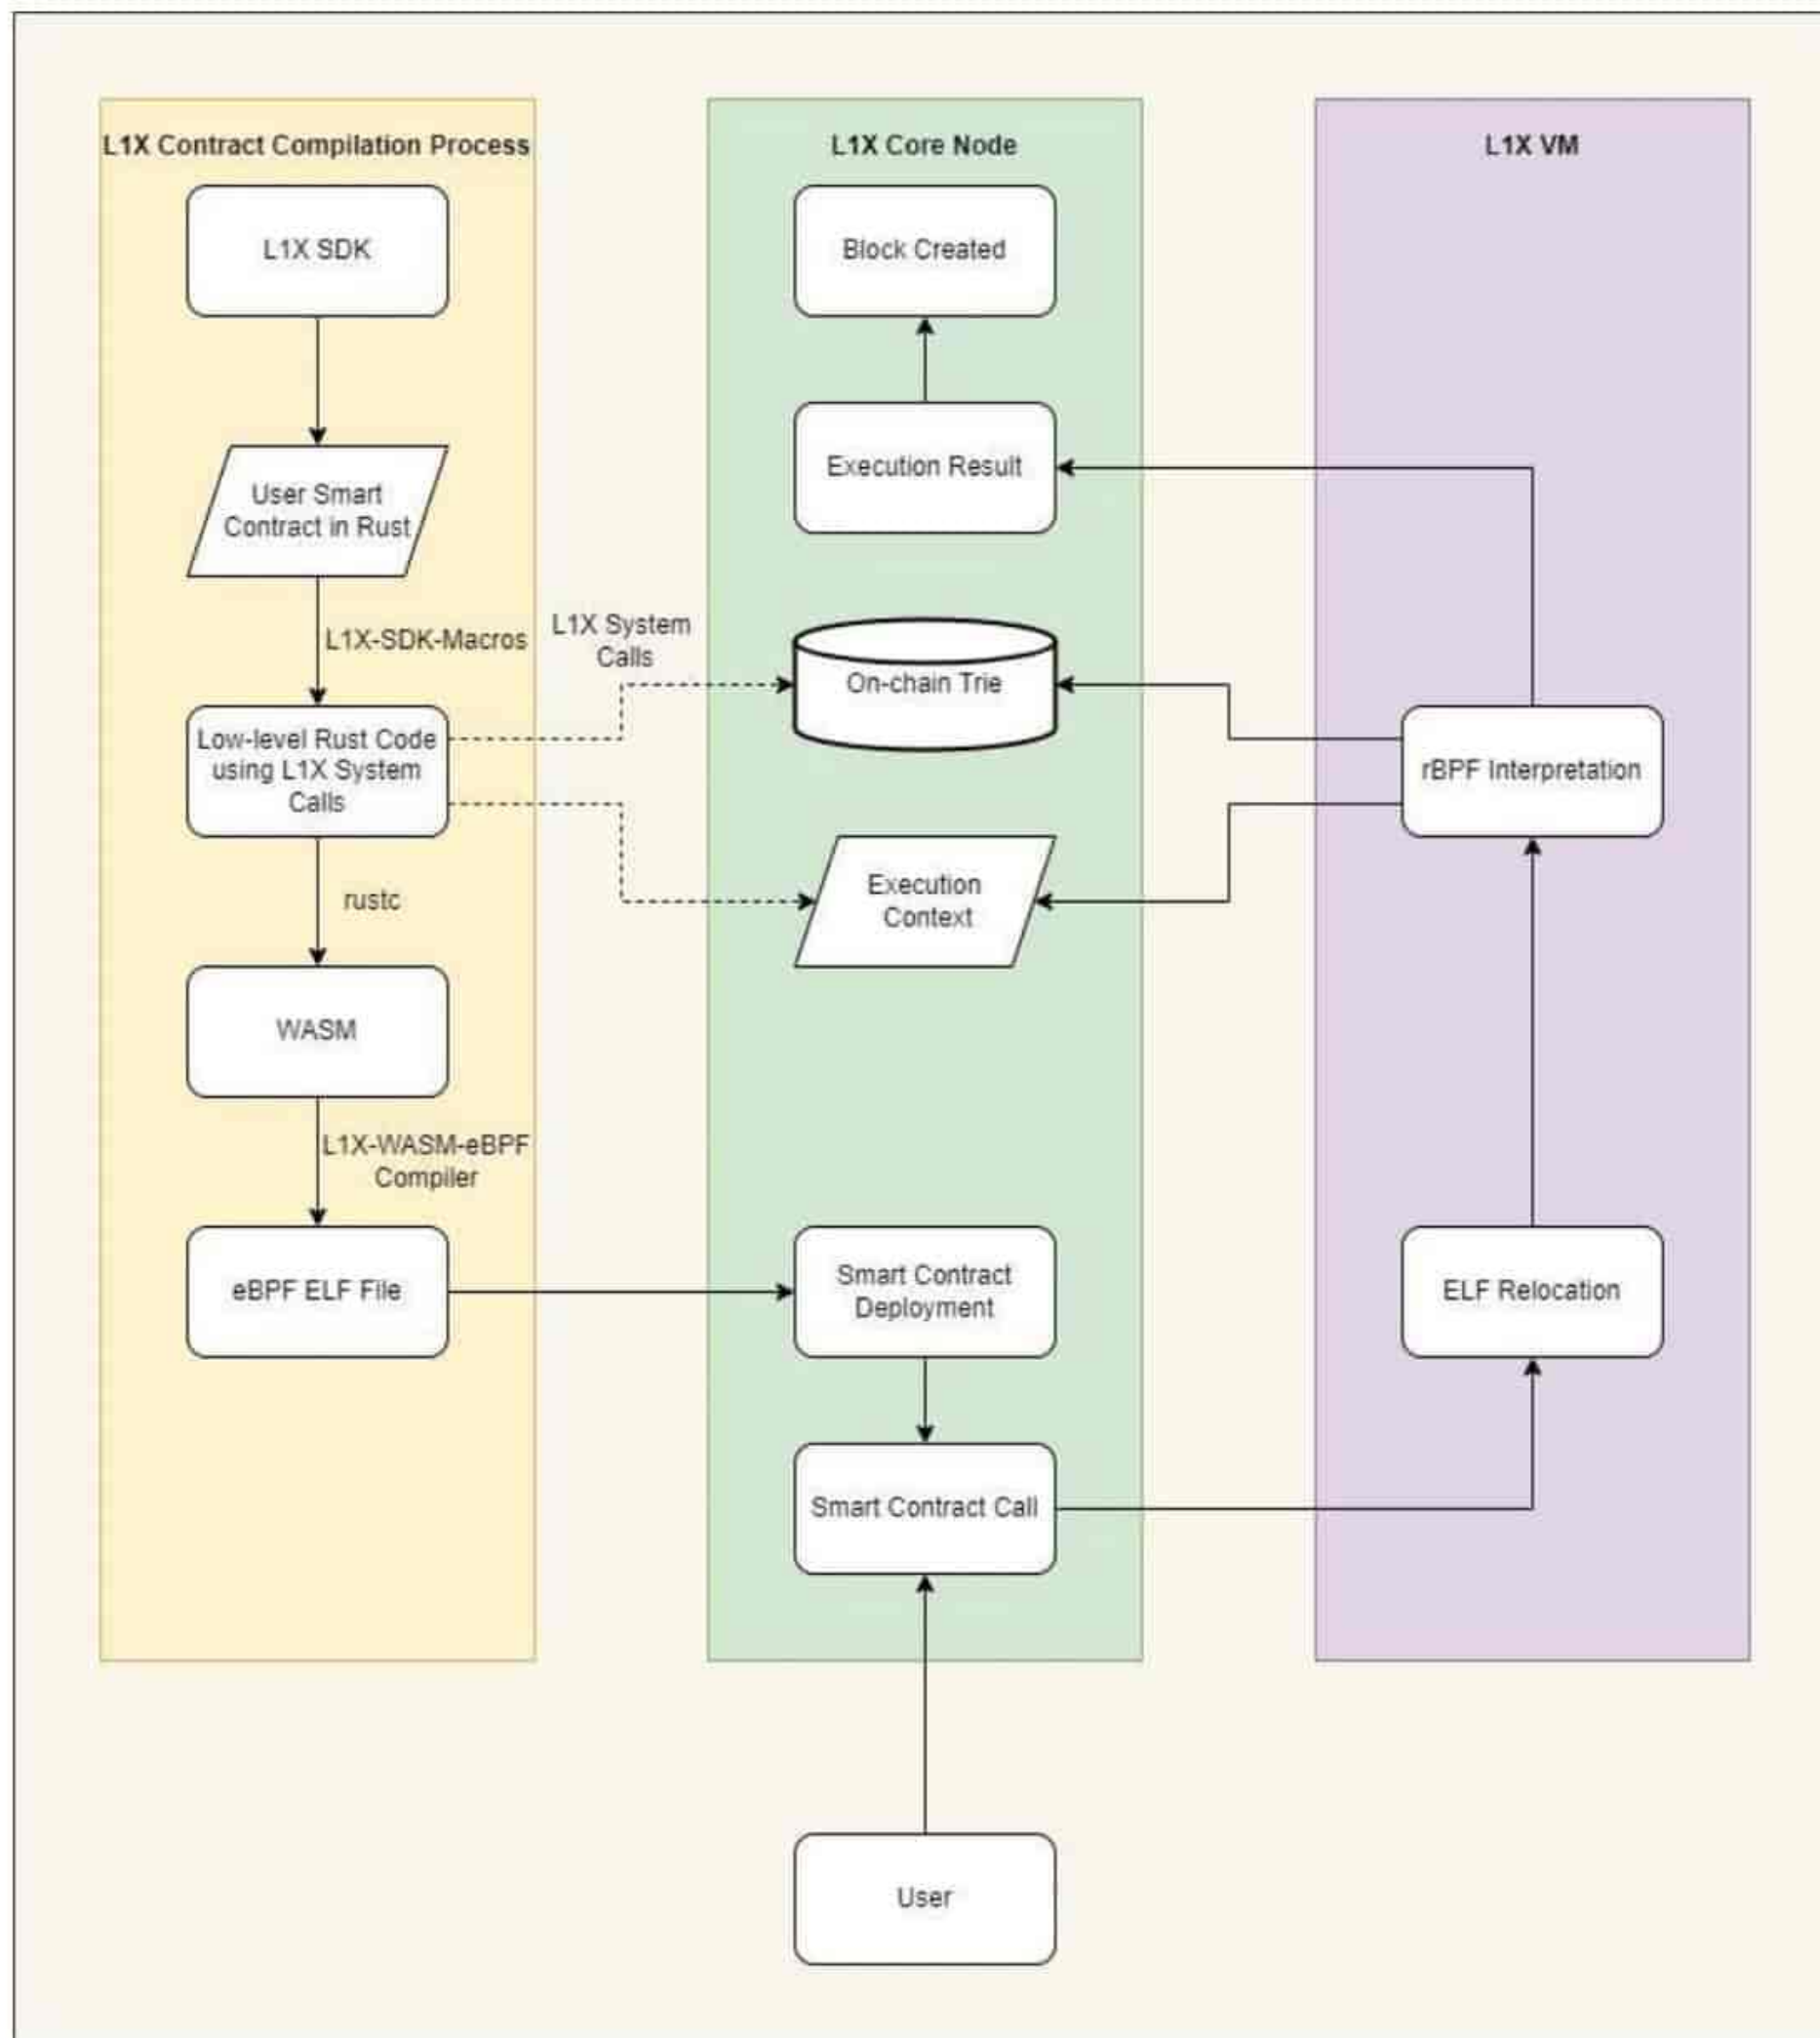 L1X Contract Compilation Process
L1X SDK
User Smart
Contract in Rust
L1X-SDK-Macros
Low-level Rust Code
using L1X System
Calls
rustc
WASM
L1X-WASM-eBPF
Compiler
eBPF ELF File
L1X System
Calls
L1X Core Node
Block Created
Execution Result
On-chain Trie
Execution
Context
Smart Contract
Deployment
Smart Contract Call
User
L1X VM
rBPF Interpretation
ELF Relocation